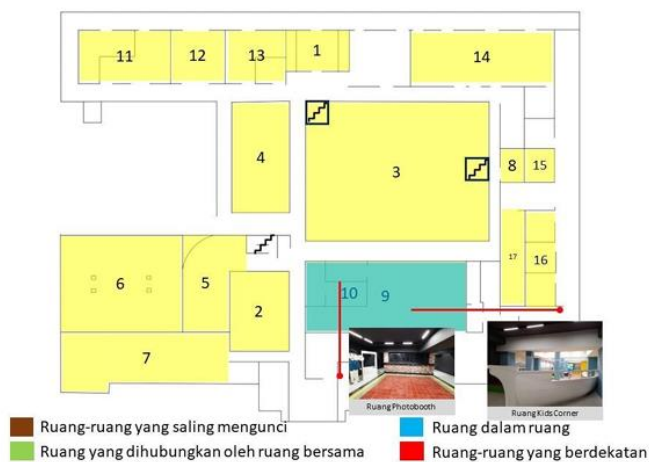 11
12
13
1
14
4
3
8
15
6
5
2
10
9
17
16
7
Ruang Photobooth
Ruang Kids Corner
Ruang-ruang yang saling mengunci
Ruang dalam ruang
Ruang yang dihubungkan oleh ruang bersama
Ruang-ruang yang berdekatan